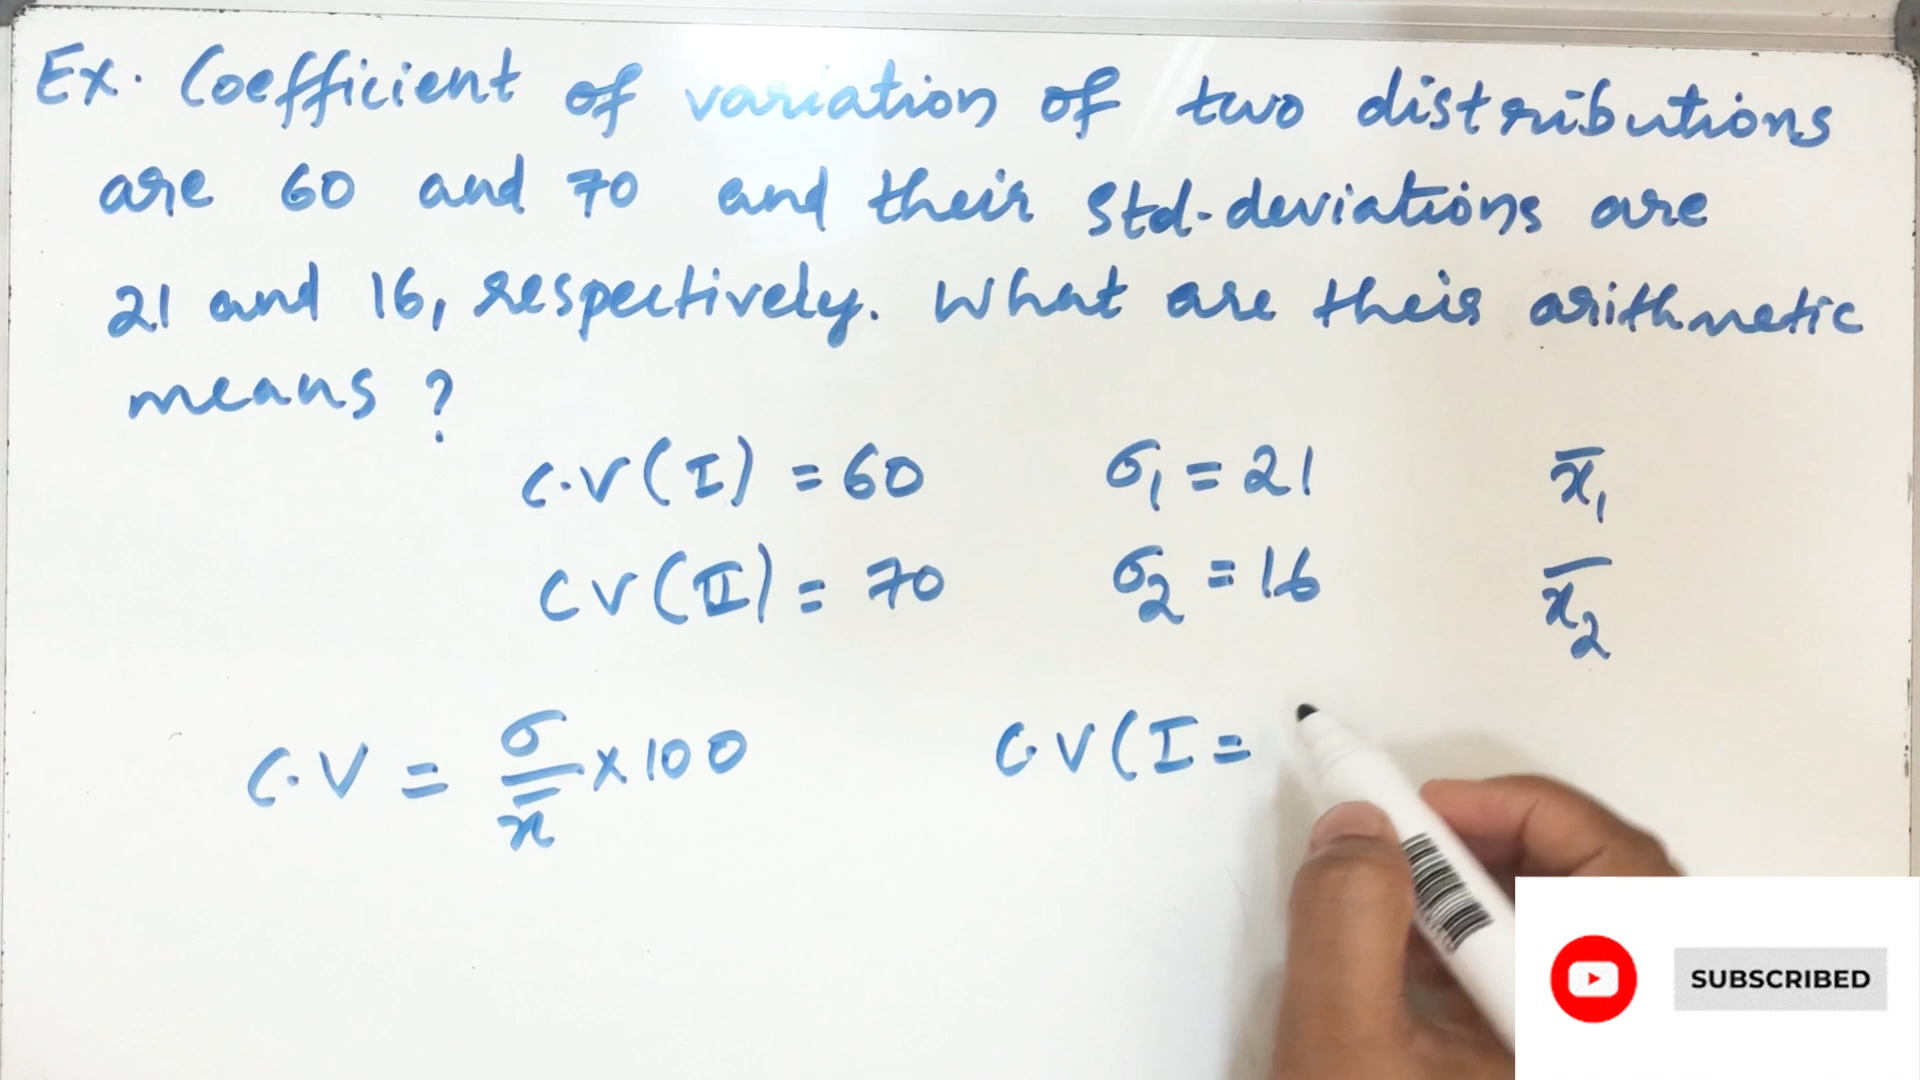 Ex. Coefficient of variation of two distributions
are 60 and 70 and their std-deviations are
21 and 16, respectively. What are their arithmetic
means ?
C.V(I) = 60 σ₁ = 21 x̄₁
CV(II) = 70 σ₂ = 16 x̄₂
C.V = σ/x̄ × 100 C.V(I =
SUBSCRIBED